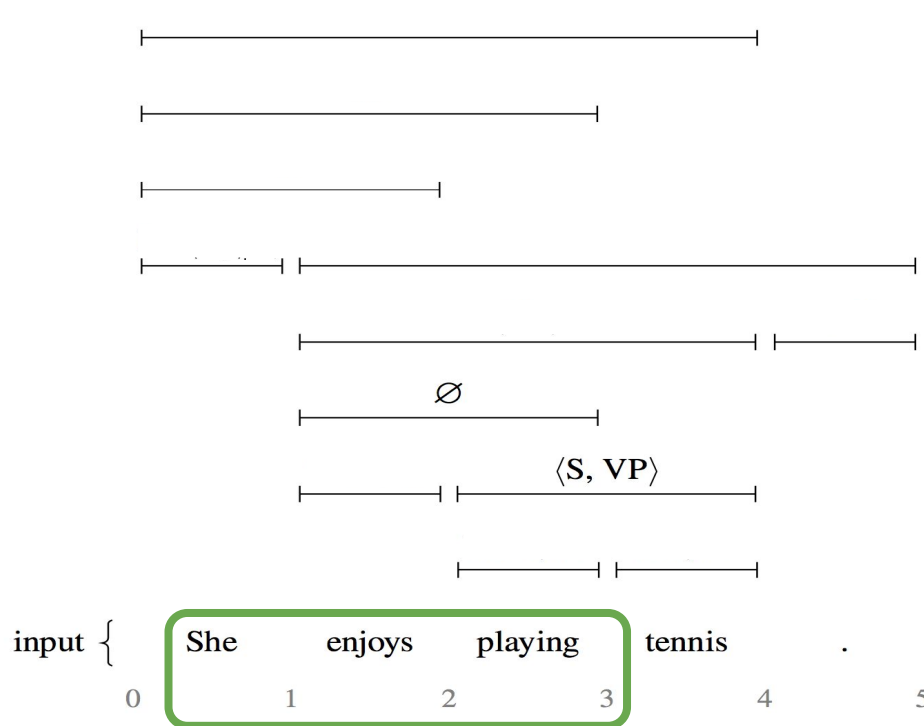 ∅
⟨S, VP⟩
input { She enjoys playing tennis .
0 1 2 3 4 5